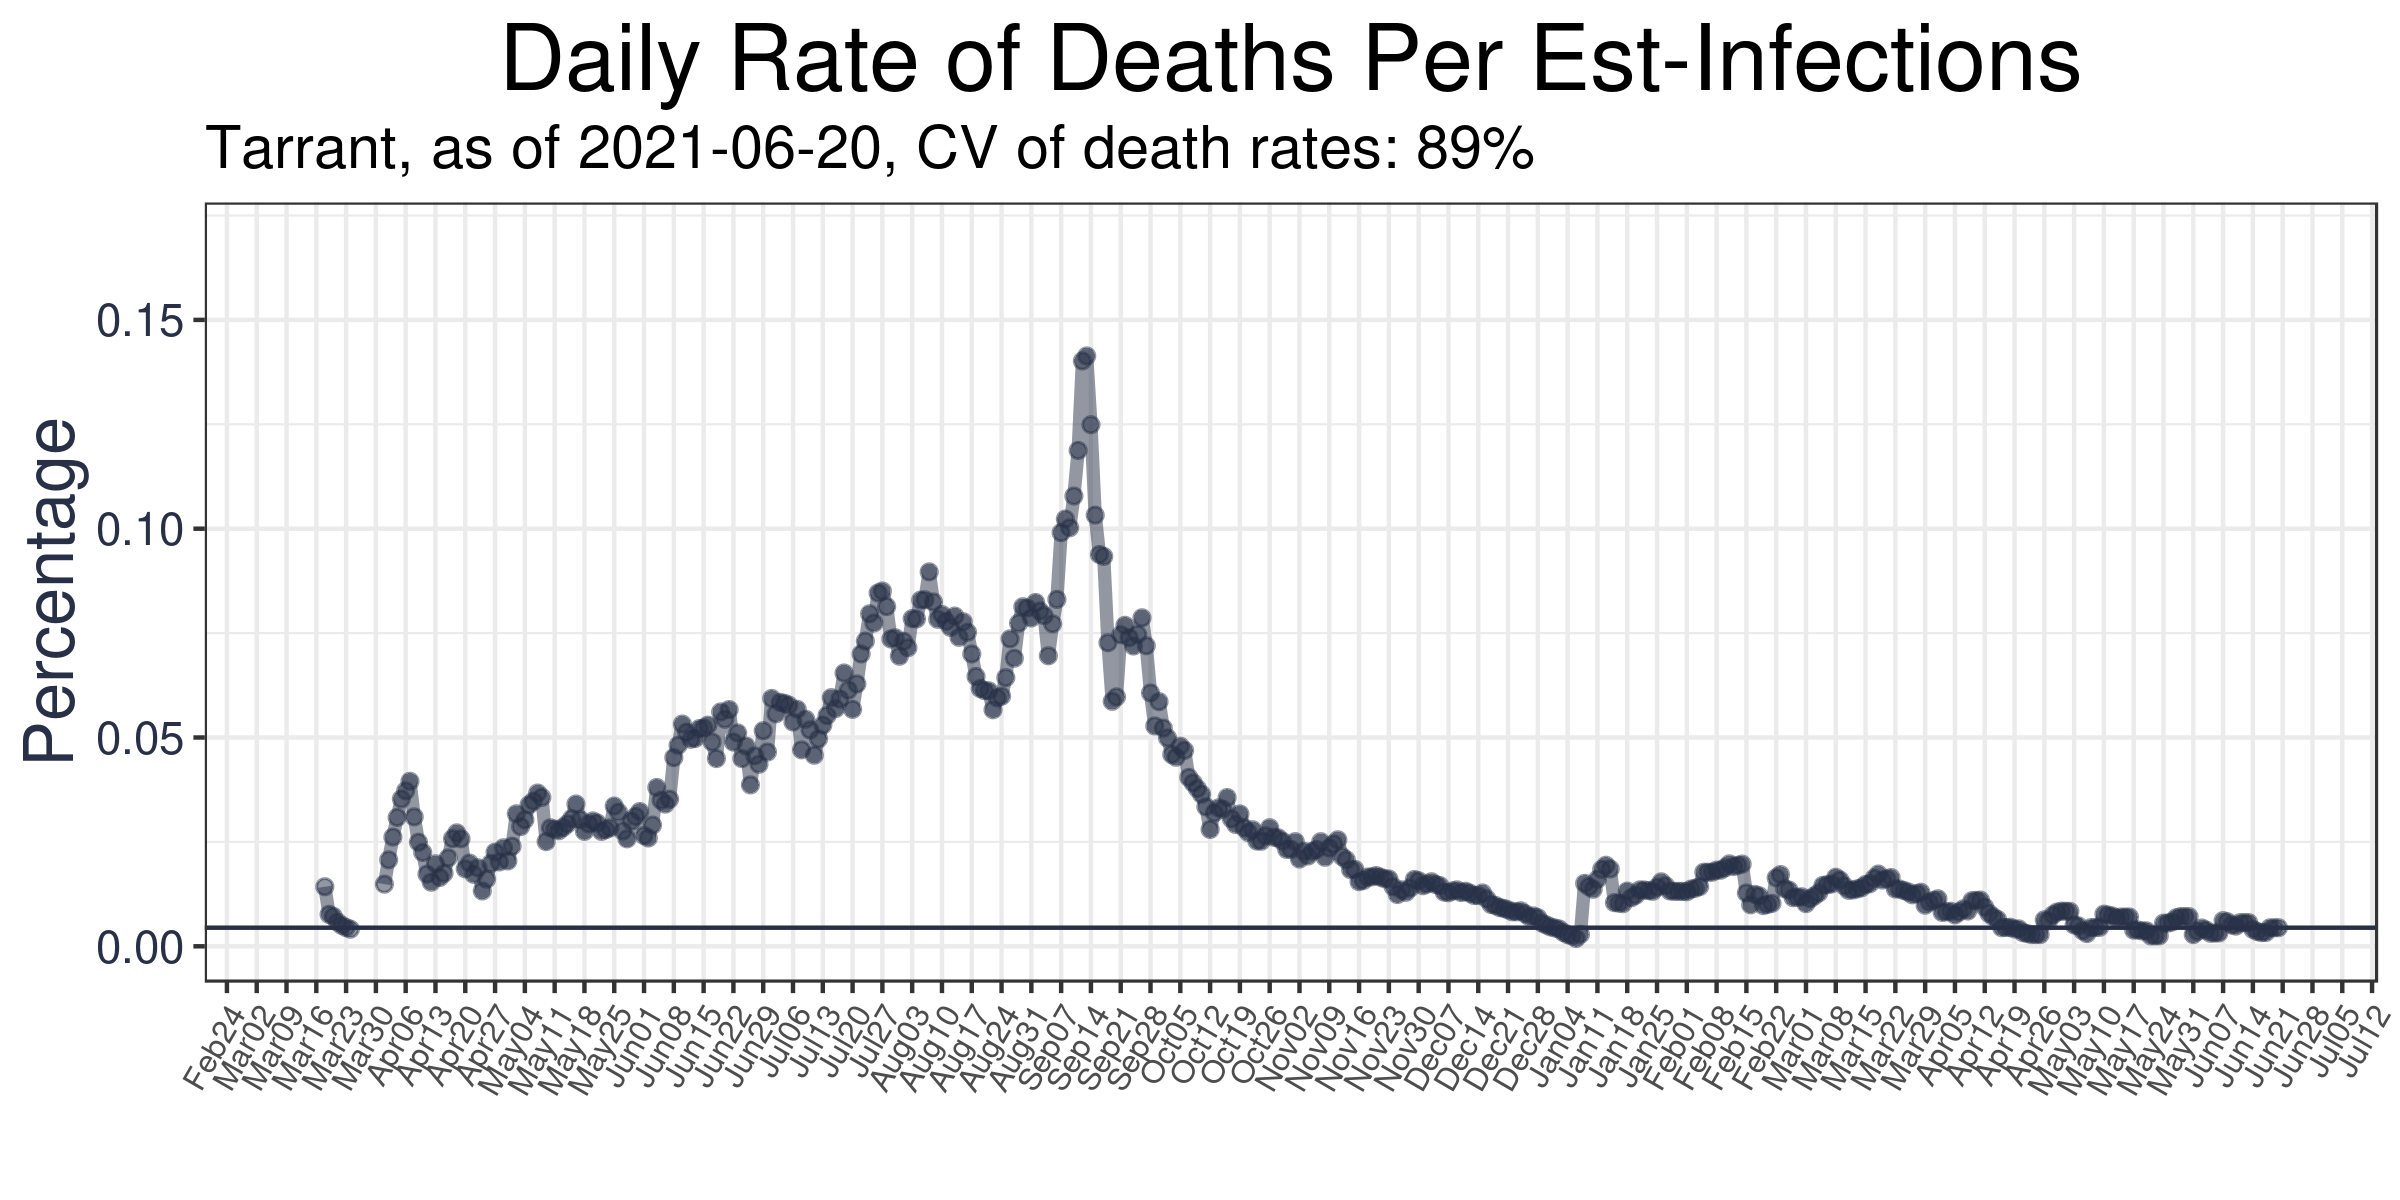 Daily Rate of Deaths Per Est-Infections
Tarrant, as of 2021-06-20, CV of death rates: 89%
Percentage
0.15
0.10
0.05
0.00
Feb24
Mar02
Mar09
Mar16
Mar23
Mar30
Apr06
Apr13
Apr20
Apr27
May04
May11
May18
May25
Jun01
Jun08
Jun15
Jun22
Jun29
Jul06
Jul13
Jul20
Jul27
Aug03
Aug10
Aug17
Aug24
Aug31
Sep07
Sep14
Sep21
Sep28
Oct05
Oct12
Oct19
Oct26
Nov02
Nov09
Nov16
Nov23
Nov30
Dec07
Dec14
Dec21
Dec28
Jan04
Jan11
Jan18
Jan25
Feb01
Feb08
Feb15
Feb22
Mar01
Mar08
Mar15
Mar22
Mar29
Apr05
Apr12
Apr19
Apr26
May03
May10
May17
May24
May31
Jun07
Jun14
Jun21
Jun28
Jul05
Jul12